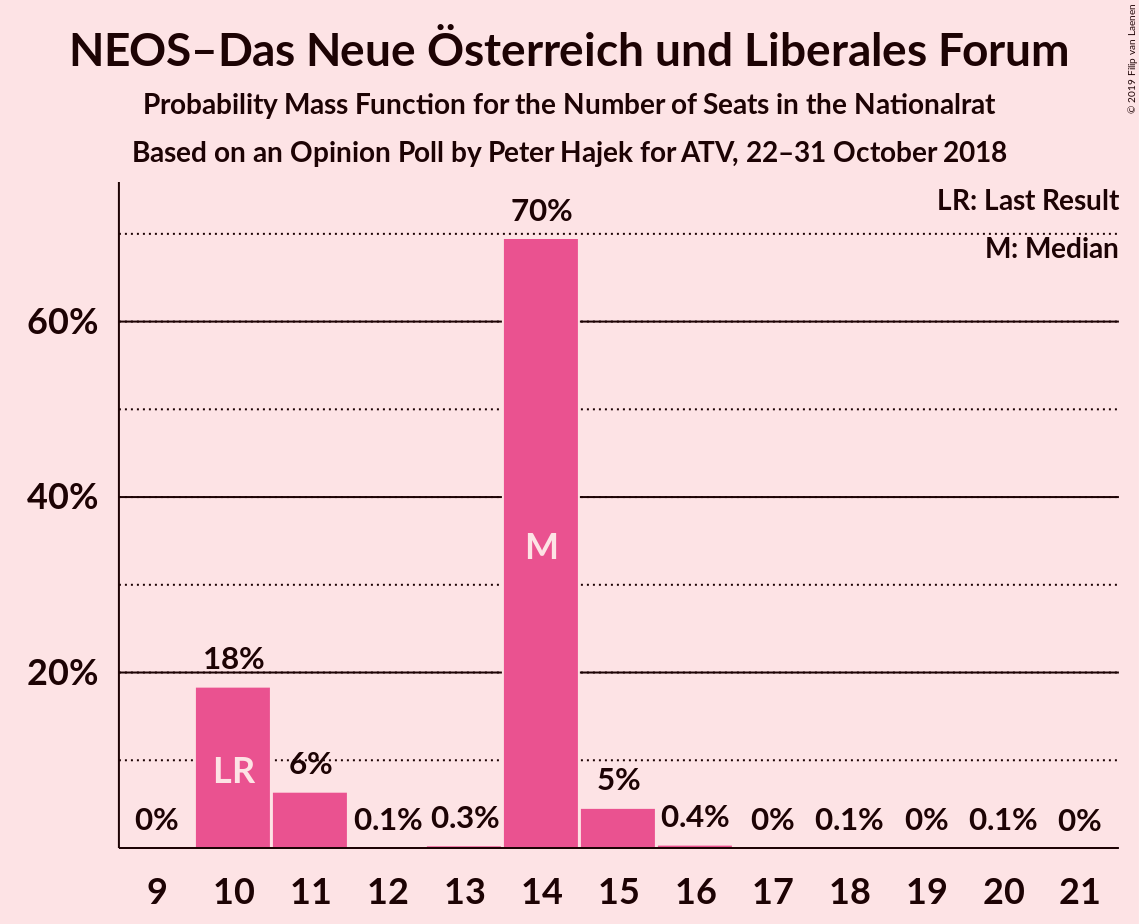 NEOS–Das Neue Österreich und Liberales Forum
Probability Mass Function for the Number of Seats in the Nationalrat
Based on an Opinion Poll by Peter Hajek for ATV, 22–31 October 2018
© 2019 Filip van Laenen
LR: Last Result
M: Median
60%
40%
20%
0%
18%
6%
0.1%
0.3%
70%
5%
0.4%
0%
0.1%
0%
0.1%
0%
LR
M
9 10 11 12 13 14 15 16 17 18 19 20 21